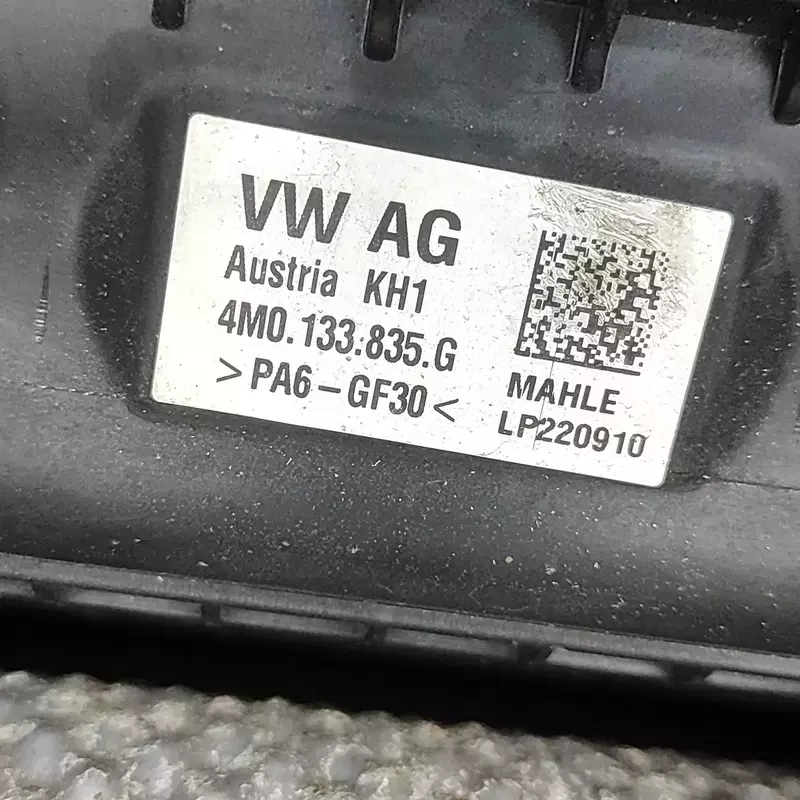 VW AG
Austria KH1
4M0.133.835.G
>PA6-GF30<
MAHLE
LP220910